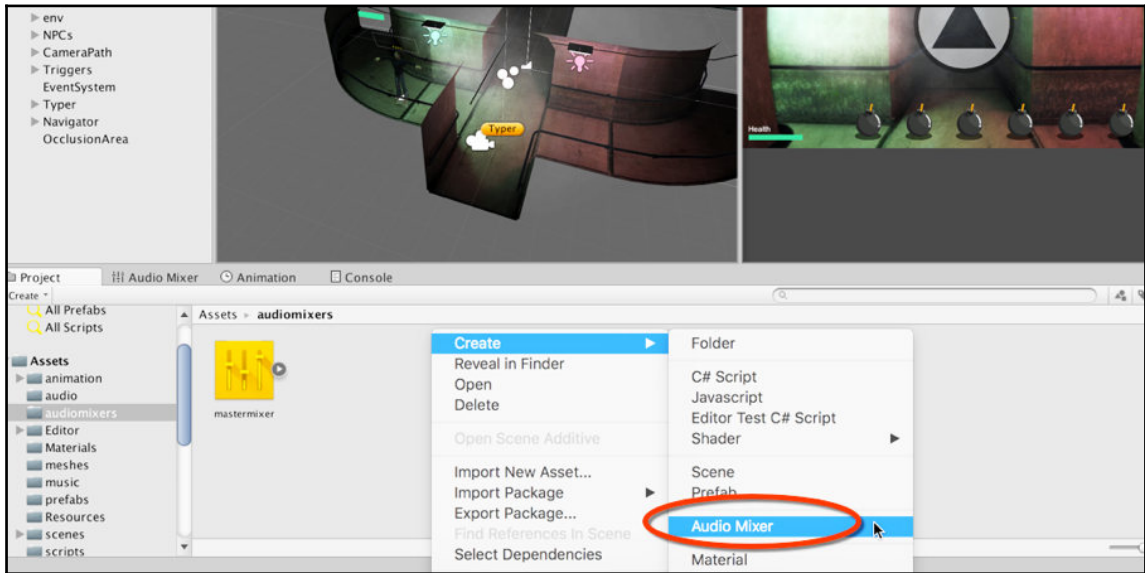 env
NPCs
CameraPath
Triggers
EventSystem
Typer
Navigator
OcclusionArea
Typer
Health
Project
Audio Mixer
Animation
Console
Create
All Prefabs
All Scripts
Assets
animation
audio
audiomixers
Editor
Materials
meshes
music
prefabs
Resources
scenes
scripts
Assets audiomixers
mastermixer
Create
Reveal in Finder
Open
Delete
Open Scene Additive
Import New Asset...
Import Package
Export Package...
Find References In Scene
Select Dependencies
Folder
C# Script
Javascript
Editor Test C# Script
Shader
Scene
Prefab
Audio Mixer
Material